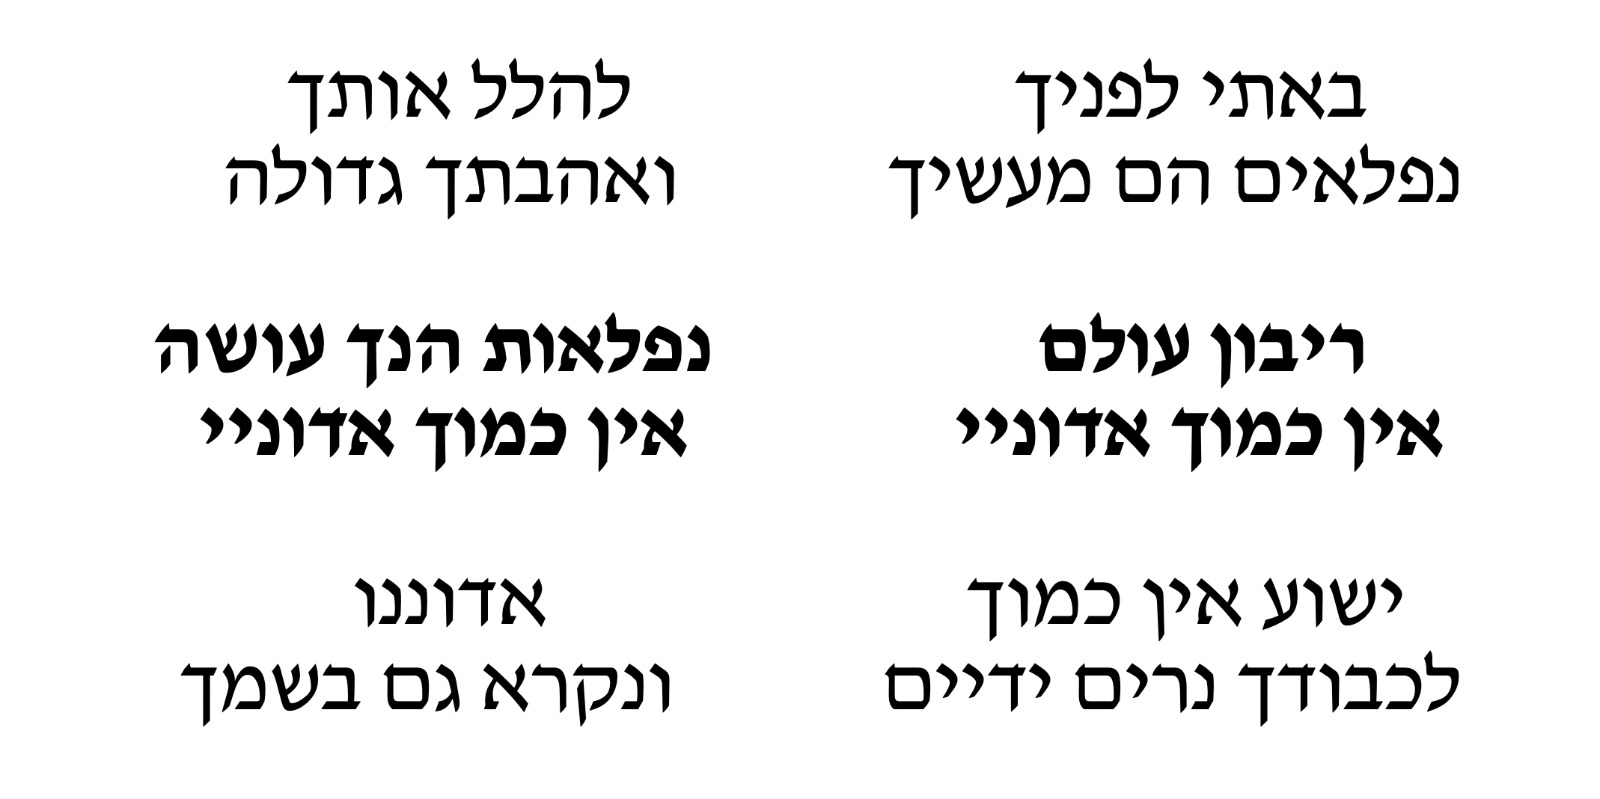 באתי לפניך
להלל אותך
נפלאים הם מעשיך
ואהבתך גדולה
ריבון עולם
נפלאות הנך עושה
אין כמוך אדוניי
אין כמוך אדוניי
ישוע אין כמוך
אדוננו
לכבודך נרים ידיים
ונקרא גם בשמך